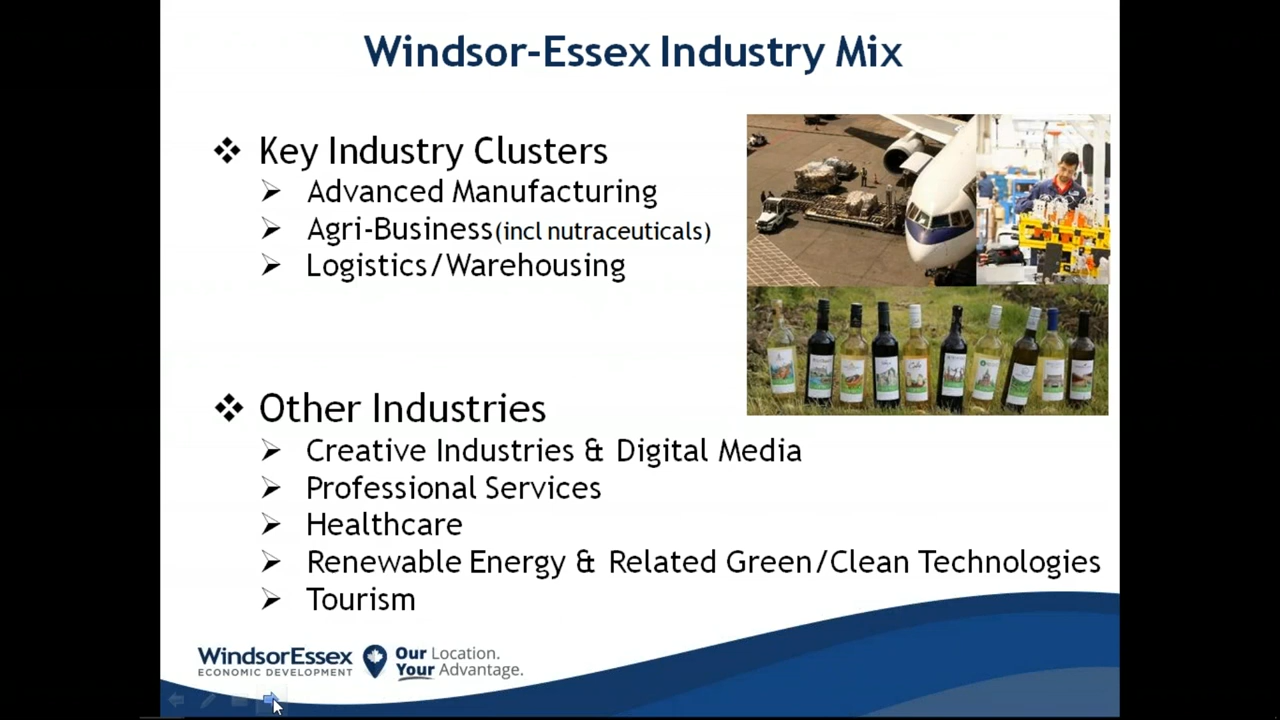 Windsor-Essex Industry Mix
Key Industry Clusters
Advanced Manufacturing
Agri-Business(incl nutraceuticals)
Logistics/Warehousing
Other Industries
Creative Industries & Digital Media
Professional Services
Healthcare
Renewable Energy & Related Green/Clean Technologies
Tourism
WindsorEssex
ECONOMIC DEVELOPMENT
Our Location.
Your Advantage.